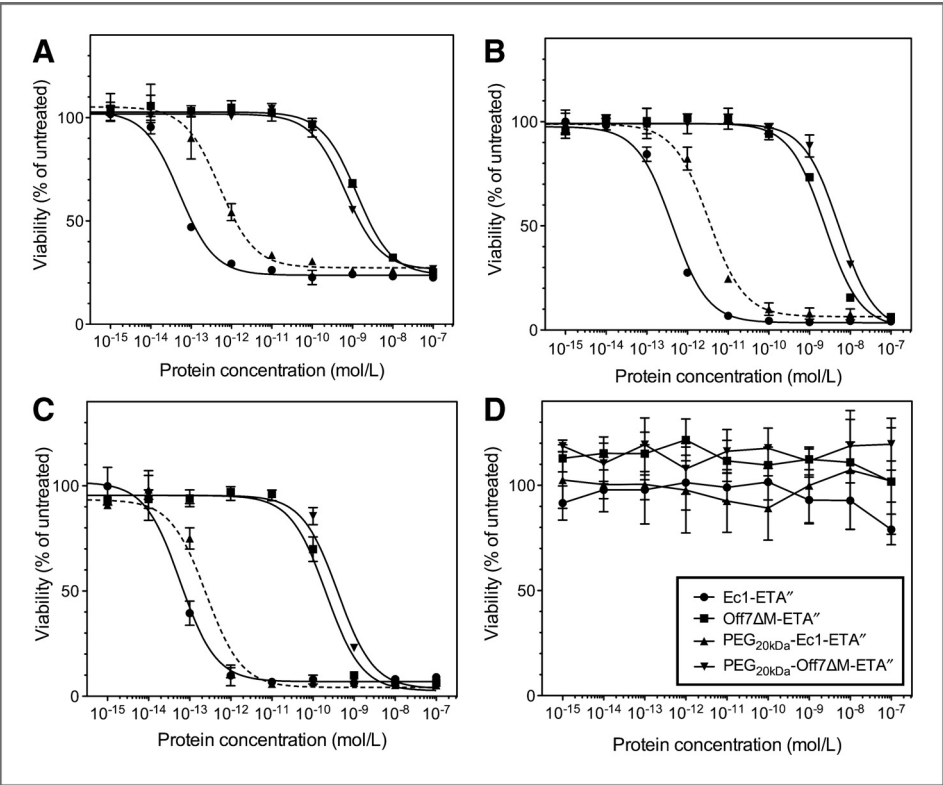 A
B
Viability (% of untreated)
100
50
0
10⁻¹⁵ 10⁻¹⁴ 10⁻¹³ 10⁻¹² 10⁻¹¹ 10⁻¹⁰ 10⁻⁹ 10⁻⁸ 10⁻⁷
Protein concentration (mol/L)
Viability (% of untreated)
100
50
0
10⁻¹⁵ 10⁻¹⁴ 10⁻¹³ 10⁻¹² 10⁻¹¹ 10⁻¹⁰ 10⁻⁹ 10⁻⁸ 10⁻⁷
Protein concentration (mol/L)
C
D
Viability (% of untreated)
100
50
0
10⁻¹⁵ 10⁻¹⁴ 10⁻¹³ 10⁻¹² 10⁻¹¹ 10⁻¹⁰ 10⁻⁹ 10⁻⁸ 10⁻⁷
Protein concentration (mol/L)
Viability (% of untreated)
100
50
0
Ec1-ETA″
Off7ΔM-ETA″
PEG20kDa-Ec1-ETA″
PEG20kDa-Off7ΔM-ETA″
10⁻¹⁵ 10⁻¹⁴ 10⁻¹³ 10⁻¹² 10⁻¹¹ 10⁻¹⁰ 10⁻⁹ 10⁻⁸ 10⁻⁷
Protein concentration (mol/L)